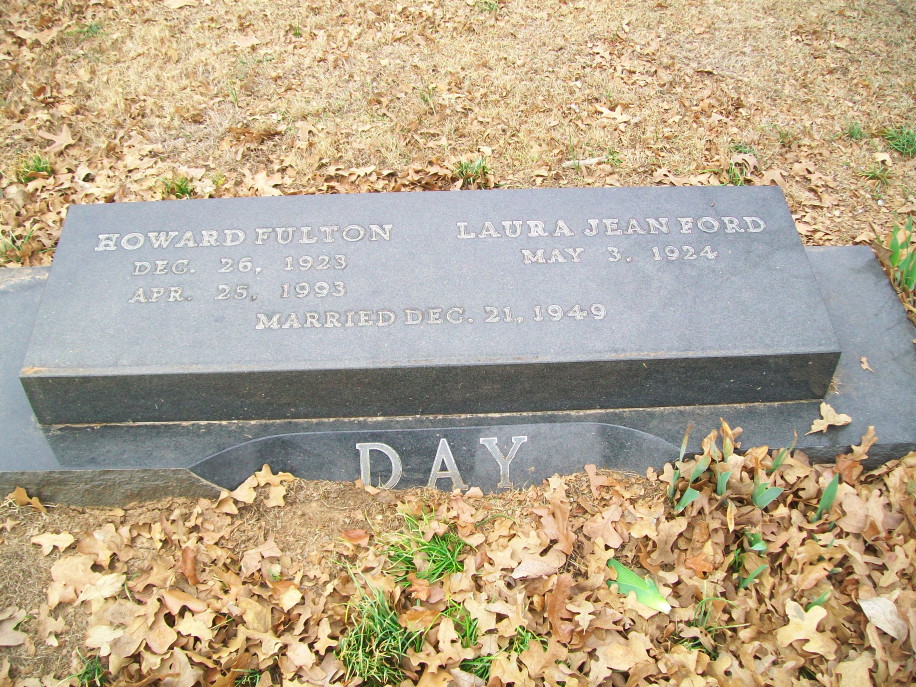 HOWARD FULTON
DEC. 26, 1923
APR. 25, 1993
LAURA JEAN FORD
MAY 3, 1924
MARRIED DEC. 21, 1949
DAY